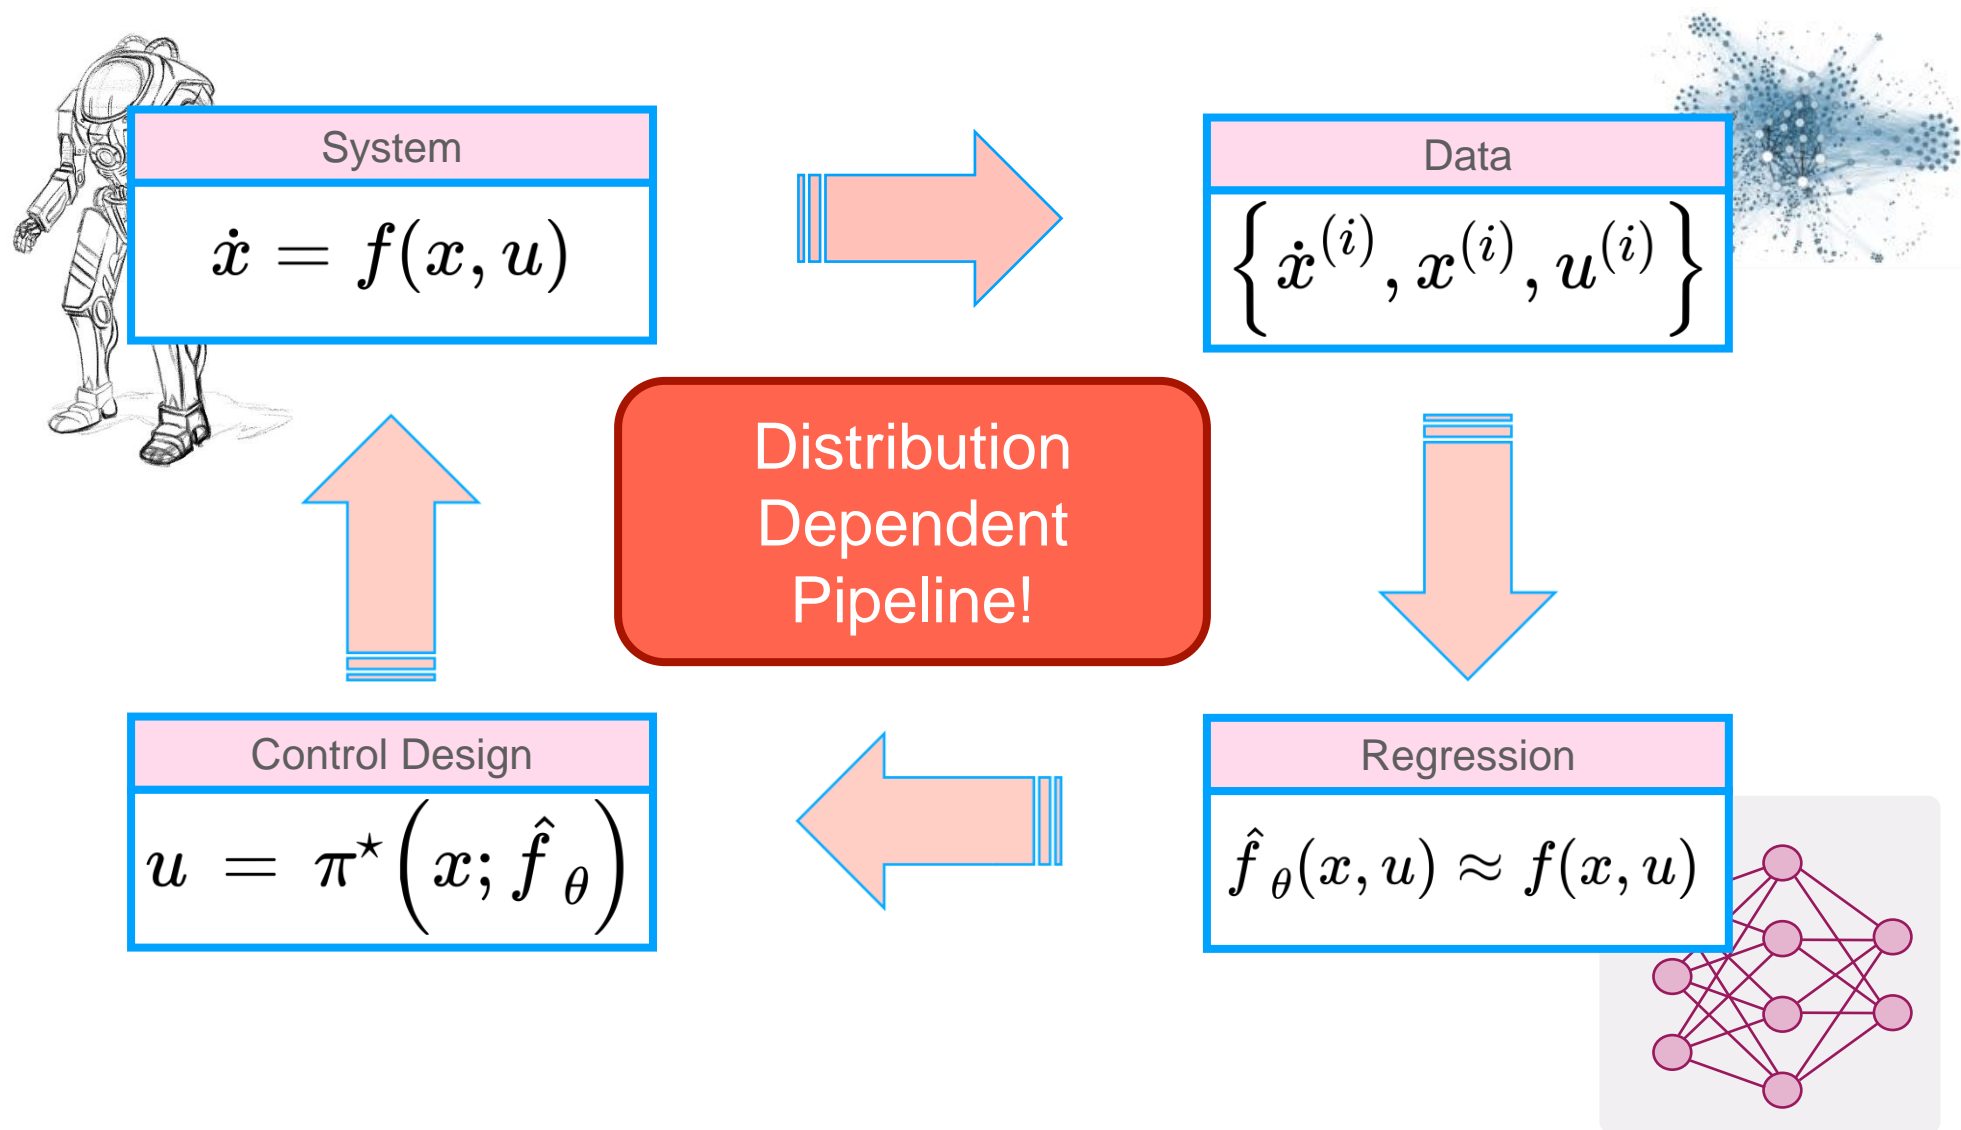 System
ẋ = f(x, u)
Data
{ẋ⁽ⁱ⁾, x⁽ⁱ⁾, u⁽ⁱ⁾}
Distribution
Dependent
Pipeline!
Control Design
u = π⋆(x; f̂_θ)
Regression
f̂_θ(x, u) ≈ f(x, u)